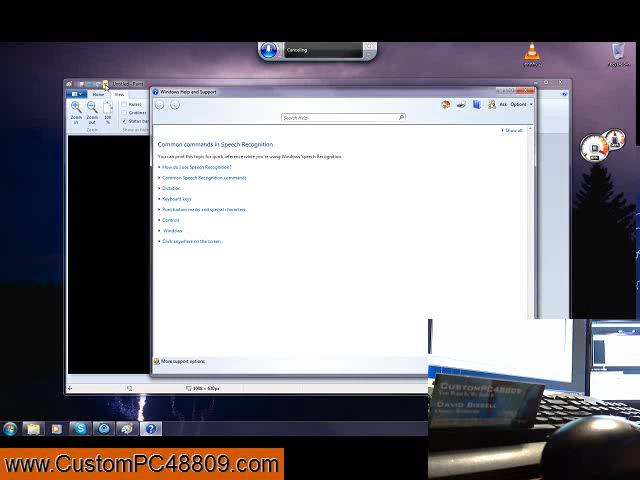 Canceling
Untitled - Paint
Home
View
Zoom in
Zoom out
100 %
Rulers
Gridlines
Status bar
Zoom
Windows Help and Support
Ask
Options
Search Help
Show all
Common commands in Speech Recognition
You can print this topic for quick reference while you're using Windows Speech Recognition.
How do I use Speech Recognition?
Common Speech Recognition commands
Dictation
Keyboard keys
Punctuation marks and special characters
Controls
Windows
Click anywhere on the screen
More support options
1008 × 630px
CustomPC48809
David Bissell
www.CustomPC48809.com